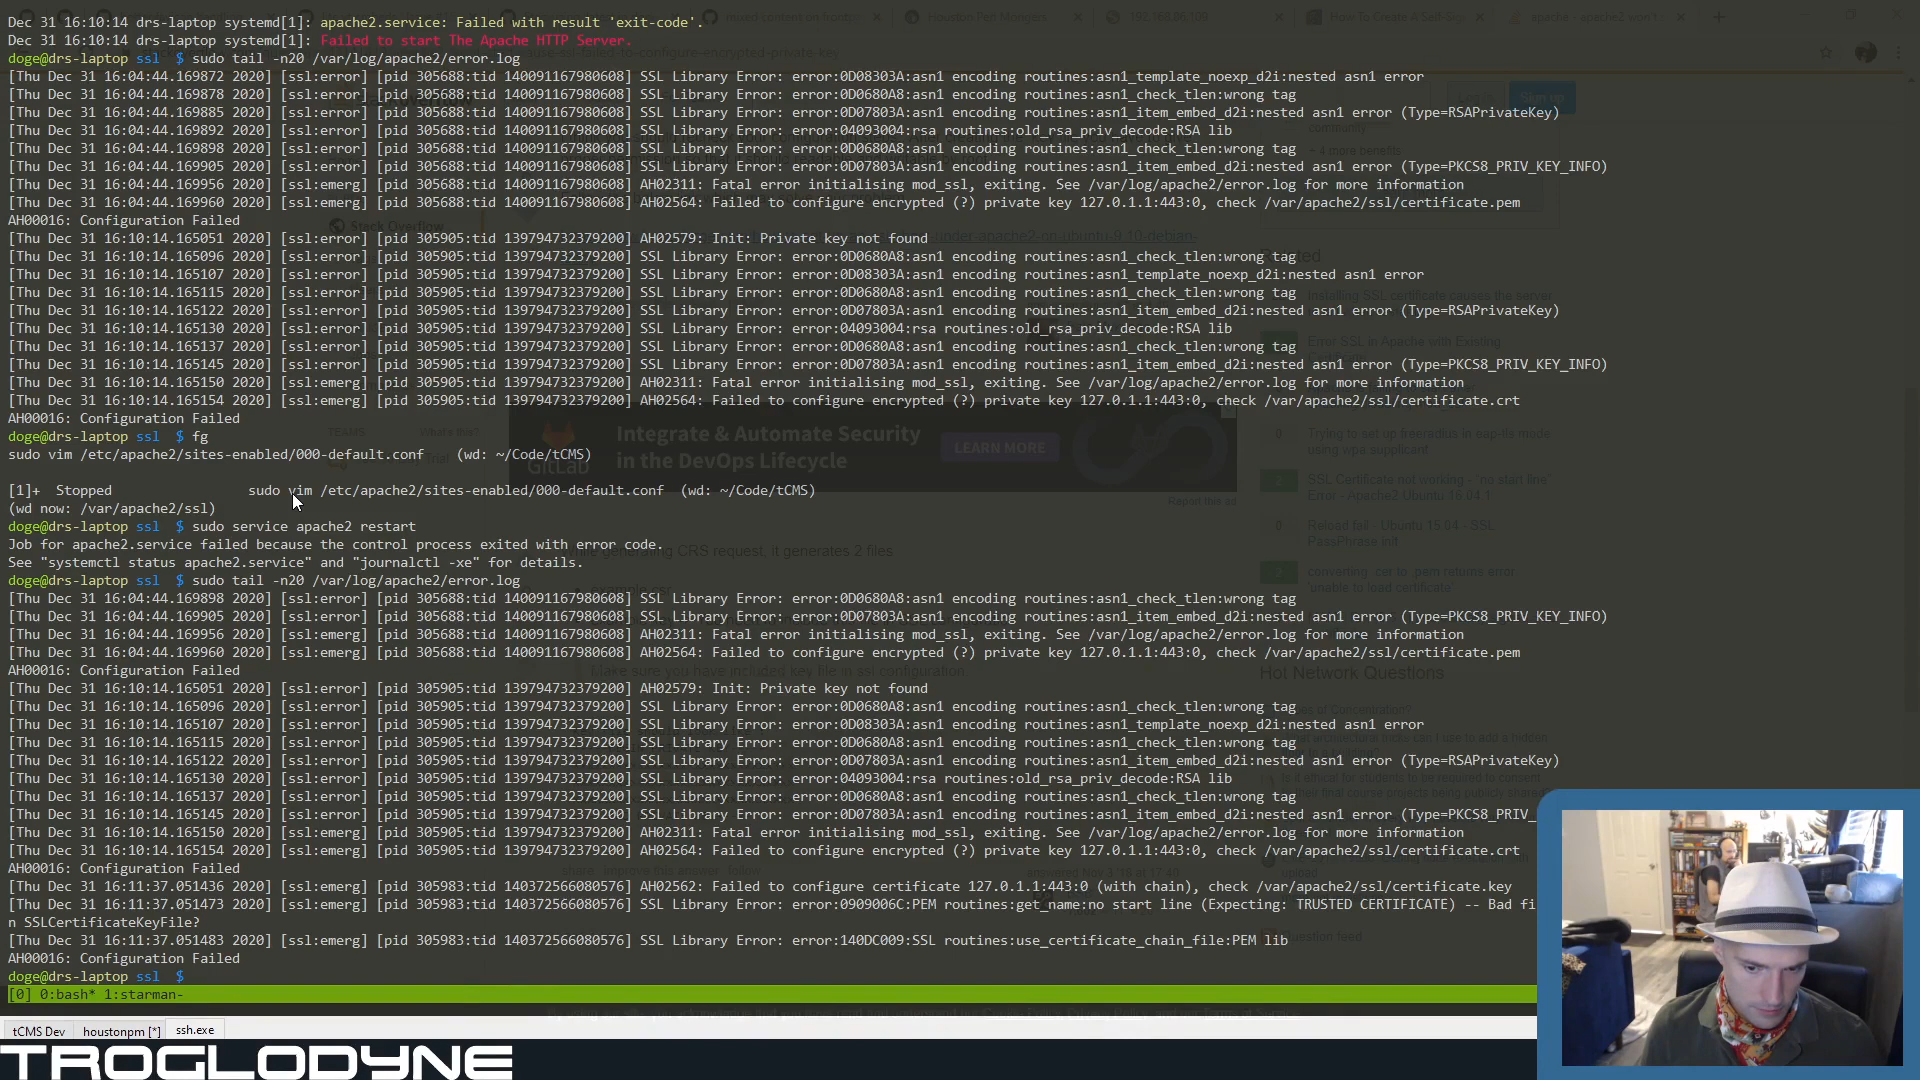 Dec 31 16:10:14 drs-laptop systemd[1]: apache2.service: Failed with result 'exit-code'.
Dec 31 16:10:14 drs-laptop systemd[1]: Failed to start The Apache HTTP Server.
doge@drs-laptop ssl $ sudo tail -n20 /var/log/apache2/error.log
[Thu Dec 31 16:04:44.169872 2020] [ssl:error] [pid 305688:tid 140091167980608] SSL Library Error: error:0D08303A:asn1 encoding routines:asn1_template_noexp_d2i:nested asn1 error
[Thu Dec 31 16:04:44.169878 2020] [ssl:error] [pid 305688:tid 140091167980608] SSL Library Error: error:0D0680A8:asn1 encoding routines:asn1_check_tlen:wrong tag
[Thu Dec 31 16:04:44.169885 2020] [ssl:error] [pid 305688:tid 140091167980608] SSL Library Error: error:0D07803A:asn1 encoding routines:asn1_item_embed_d2i:nested asn1 error (Type=RSAPrivateKey)
[Thu Dec 31 16:04:44.169892 2020] [ssl:error] [pid 305688:tid 140091167980608] SSL Library Error: error:04093004:rsa routines:old_rsa_priv_decode:RSA lib
[Thu Dec 31 16:04:44.169898 2020] [ssl:error] [pid 305688:tid 140091167980608] SSL Library Error: error:0D0680A8:asn1 encoding routines:asn1_check_tlen:wrong tag
[Thu Dec 31 16:04:44.169905 2020] [ssl:error] [pid 305688:tid 140091167980608] SSL Library Error: error:0D07803A:asn1 encoding routines:asn1_item_embed_d2i:nested asn1 error (Type=PKCS8_PRIV_KEY_INFO)
[Thu Dec 31 16:04:44.169956 2020] [ssl:emerg] [pid 305688:tid 140091167980608] AH02311: Fatal error initialising mod_ssl, exiting. See /var/log/apache2/error.log for more information
[Thu Dec 31 16:04:44.169960 2020] [ssl:emerg] [pid 305688:tid 140091167980608] AH02564: Failed to configure encrypted (?) private key 127.0.1.1:443:0, check /var/apache2/ssl/certificate.pem
AH00016: Configuration Failed
[Thu Dec 31 16:10:14.165051 2020] [ssl:error] [pid 305905:tid 139794732379200] AH02579: Init: Private key not found
[Thu Dec 31 16:10:14.165096 2020] [ssl:error] [pid 305905:tid 139794732379200] SSL Library Error: error:0D0680A8:asn1 encoding routines:asn1_check_tlen:wrong tag
[Thu Dec 31 16:10:14.165107 2020] [ssl:error] [pid 305905:tid 139794732379200] SSL Library Error: error:0D08303A:asn1 encoding routines:asn1_template_noexp_d2i:nested asn1 error
[Thu Dec 31 16:10:14.165115 2020] [ssl:error] [pid 305905:tid 139794732379200] SSL Library Error: error:0D0680A8:asn1 encoding routines:asn1_check_tlen:wrong tag
[Thu Dec 31 16:10:14.165122 2020] [ssl:error] [pid 305905:tid 139794732379200] SSL Library Error: error:0D07803A:asn1 encoding routines:asn1_item_embed_d2i:nested asn1 error (Type=RSAPrivateKey)
[Thu Dec 31 16:10:14.165130 2020] [ssl:error] [pid 305905:tid 139794732379200] SSL Library Error: error:04093004:rsa routines:old_rsa_priv_decode:RSA lib
[Thu Dec 31 16:10:14.165137 2020] [ssl:error] [pid 305905:tid 139794732379200] SSL Library Error: error:0D0680A8:asn1 encoding routines:asn1_check_tlen:wrong tag
[Thu Dec 31 16:10:14.165145 2020] [ssl:error] [pid 305905:tid 139794732379200] SSL Library Error: error:0D07803A:asn1 encoding routines:asn1_item_embed_d2i:nested asn1 error (Type=PKCS8_PRIV_KEY_INFO)
[Thu Dec 31 16:10:14.165150 2020] [ssl:emerg] [pid 305905:tid 139794732379200] AH02311: Fatal error initialising mod_ssl, exiting. See /var/log/apache2/error.log for more information
[Thu Dec 31 16:10:14.165154 2020] [ssl:emerg] [pid 305905:tid 139794732379200] AH02564: Failed to configure encrypted (?) private key 127.0.1.1:443:0, check /var/apache2/ssl/certificate.crt
AH00016: Configuration Failed
doge@drs-laptop ssl $ fg
Integrate & Automate Security
in the DevOps Lifecycle
LEARN MORE
sudo vim /etc/apache2/sites-enabled/000-default.conf (wd: ~/Code/tCMS)
[1]+ Stopped sudo vim /etc/apache2/sites-enabled/000-default.conf (wd: ~/Code/tCMS)
Report this ad
(wd now: /var/apache2/ssl)
doge@drs-laptop ssl $ sudo service apache2 restart
Job for apache2.service failed because the control process exited with error code.
See "systemctl status apache2.service" and "journalctl -xe" for details.
doge@drs-laptop ssl $ sudo tail -n20 /var/log/apache2/error.log
[Thu Dec 31 16:04:44.169898 2020] [ssl:error] [pid 305688:tid 140091167980608] SSL Library Error: error:0D0680A8:asn1 encoding routines:asn1_check_tlen:wrong tag
[Thu Dec 31 16:04:44.169905 2020] [ssl:error] [pid 305688:tid 140091167980608] SSL Library Error: error:0D07803A:asn1 encoding routines:asn1_item_embed_d2i:nested asn1 error (Type=PKCS8_PRIV_KEY_INFO)
[Thu Dec 31 16:04:44.169956 2020] [ssl:emerg] [pid 305688:tid 140091167980608] AH02311: Fatal error initialising mod_ssl, exiting. See /var/log/apache2/error.log for more information
[Thu Dec 31 16:04:44.169960 2020] [ssl:emerg] [pid 305688:tid 140091167980608] AH02564: Failed to configure encrypted (?) private key 127.0.1.1:443:0, check /var/apache2/ssl/certificate.pem
AH00016: Configuration Failed
[Thu Dec 31 16:10:14.165051 2020] [ssl:error] [pid 305905:tid 139794732379200] AH02579: Init: Private key not found
[Thu Dec 31 16:10:14.165096 2020] [ssl:error] [pid 305905:tid 139794732379200] SSL Library Error: error:0D0680A8:asn1 encoding routines:asn1_check_tlen:wrong tag
[Thu Dec 31 16:10:14.165107 2020] [ssl:error] [pid 305905:tid 139794732379200] SSL Library Error: error:0D08303A:asn1 encoding routines:asn1_template_noexp_d2i:nested asn1 error
[Thu Dec 31 16:10:14.165115 2020] [ssl:error] [pid 305905:tid 139794732379200] SSL Library Error: error:0D0680A8:asn1 encoding routines:asn1_check_tlen:wrong tag
[Thu Dec 31 16:10:14.165122 2020] [ssl:error] [pid 305905:tid 139794732379200] SSL Library Error: error:0D07803A:asn1 encoding routines:asn1_item_embed_d2i:nested asn1 error (Type=RSAPrivateKey)
[Thu Dec 31 16:10:14.165130 2020] [ssl:error] [pid 305905:tid 139794732379200] SSL Library Error: error:04093004:rsa routines:old_rsa_priv_decode:RSA lib
[Thu Dec 31 16:10:14.165137 2020] [ssl:error] [pid 305905:tid 139794732379200] SSL Library Error: error:0D0680A8:asn1 encoding routines:asn1_check_tlen:wrong tag
[Thu Dec 31 16:10:14.165145 2020] [ssl:error] [pid 305905:tid 139794732379200] SSL Library Error: error:0D07803A:asn1 encoding routines:asn1_item_embed_d2i:nested asn1 error (Type=PKCS8_PRIV_
[Thu Dec 31 16:10:14.165150 2020] [ssl:emerg] [pid 305905:tid 139794732379200] AH02311: Fatal error initialising mod_ssl, exiting. See /var/log/apache2/error.log for more information
[Thu Dec 31 16:10:14.165154 2020] [ssl:emerg] [pid 305905:tid 139794732379200] AH02564: Failed to configure encrypted (?) private key 127.0.1.1:443:0, check /var/apache2/ssl/certificate.crt
AH00016: Configuration Failed
[Thu Dec 31 16:11:37.051436 2020] [ssl:emerg] [pid 305983:tid 140372566080576] AH02562: Failed to configure certificate 127.0.1.1:443:0 (with chain), check /var/apache2/ssl/certificate.key
[Thu Dec 31 16:11:37.051473 2020] [ssl:emerg] [pid 305983:tid 140372566080576] SSL Library Error: error:0909006C:PEM routines:get_name:no start line (Expecting: TRUSTED CERTIFICATE) -- Bad fi
n SSLCertificateKeyFile?
[Thu Dec 31 16:11:37.051483 2020] [ssl:emerg] [pid 305983:tid 140372566080576] SSL Library Error: error:140DC009:SSL routines:use_certificate_chain_file:PEM lib
AH00016: Configuration Failed
doge@drs-laptop ssl $
[0] 0:bash* 1:starman-
tCMS Dev houstonpm [*] ssh.exe
TROGLODYNE